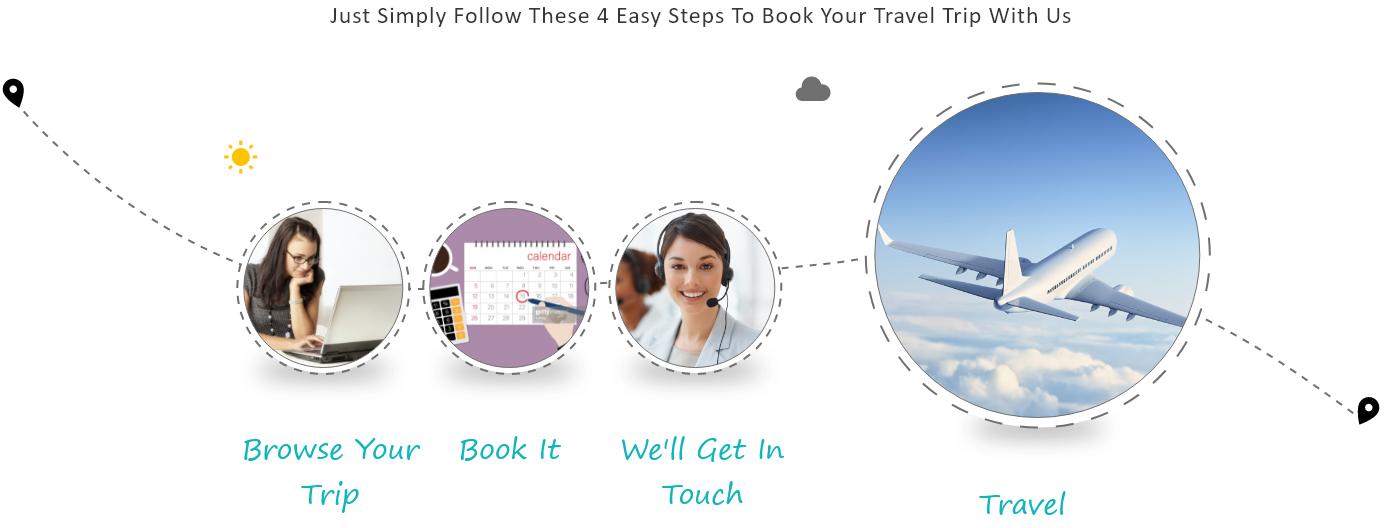 Just Simply Follow These 4 Easy Steps To Book Your Travel Trip With Us
calendar
Browse Your
Trip
Book It
We'll Get In
Touch
Travel